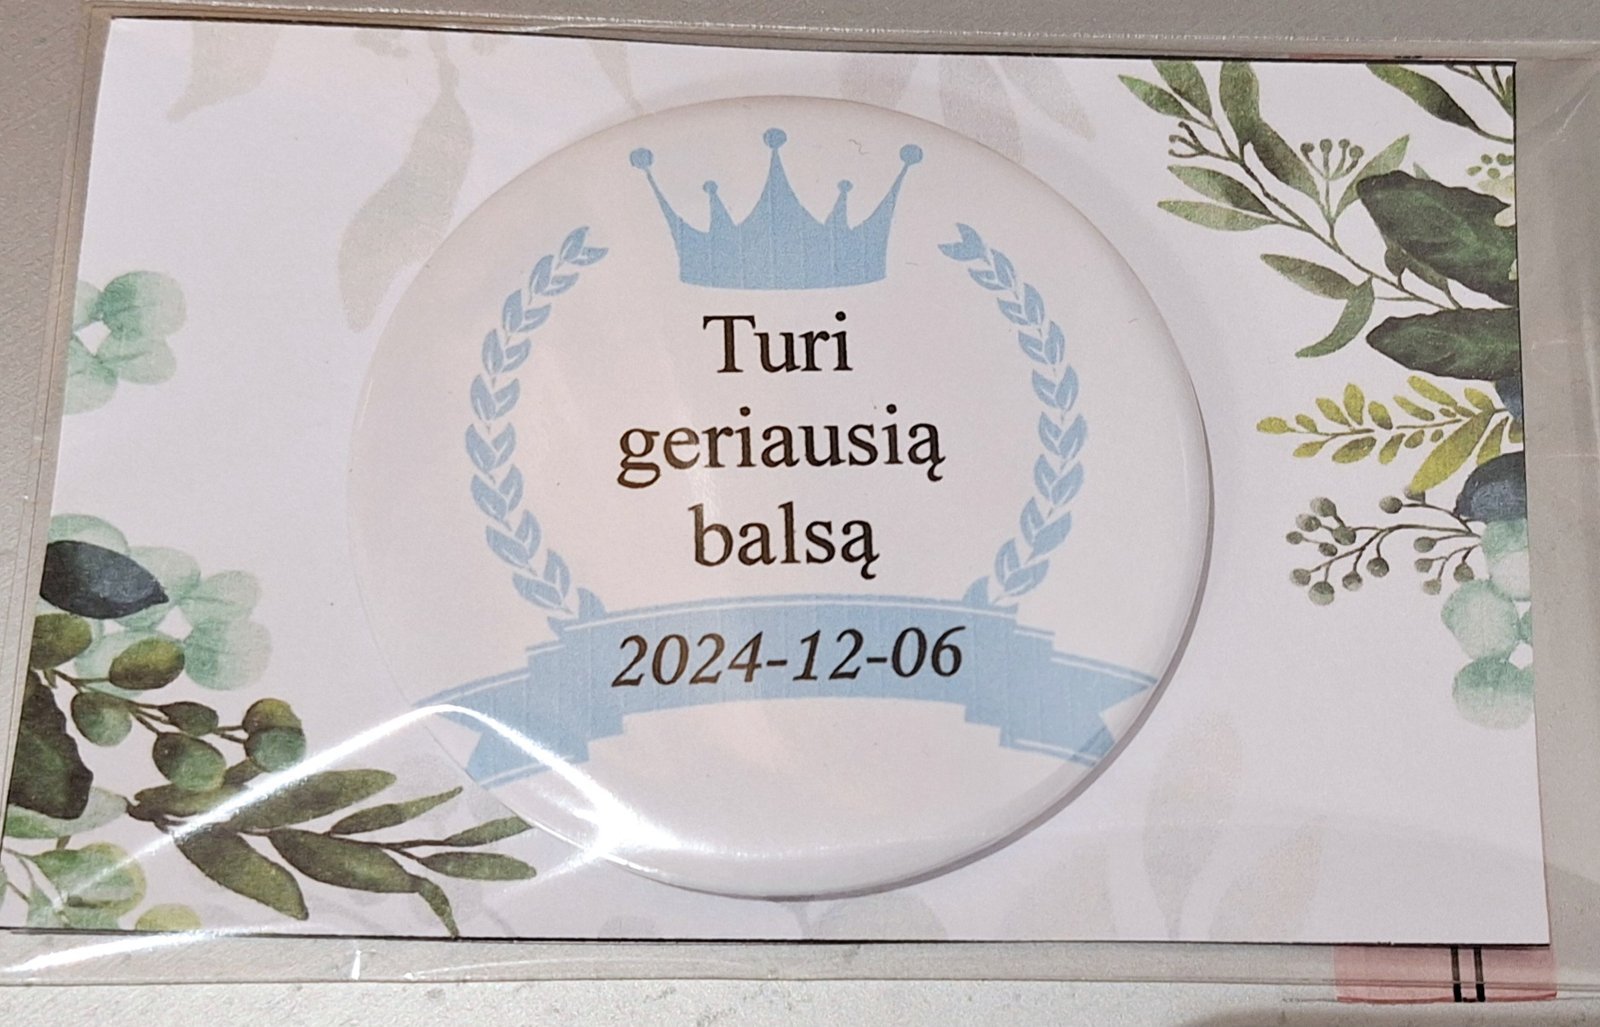 Turi
geriausią
balsą
2024-12-06